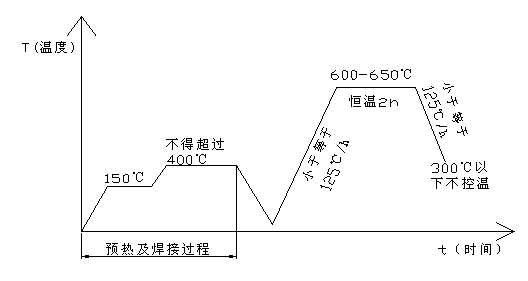 T(温度)
600-650℃
恒温2n
小于等于
125℃/h
不得超过
400℃
150℃
小于等于
125℃/h
300℃以
下不控温
预热及焊接过程
t(时间)